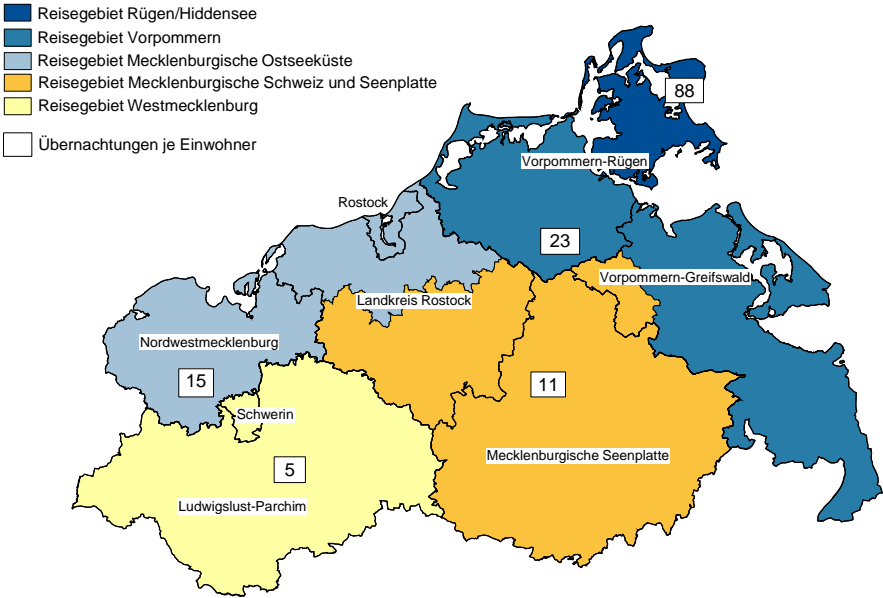 Reisegebiet Rügen/Hiddensee
Reisegebiet Vorpommern
Reisegebiet Mecklenburgische Ostseeküste
Reisegebiet Mecklenburgische Schweiz und Seenplatte
Reisegebiet Westmecklenburg
Übernachtungen je Einwohner
88
Vorpommern-Rügen
Rostock
23
Vorpommern-Greifswald
Landkreis Rostock
Nordwestmecklenburg
15
11
Schwerin
Mecklenburgische Seenplatte
5
Ludwigslust-Parchim